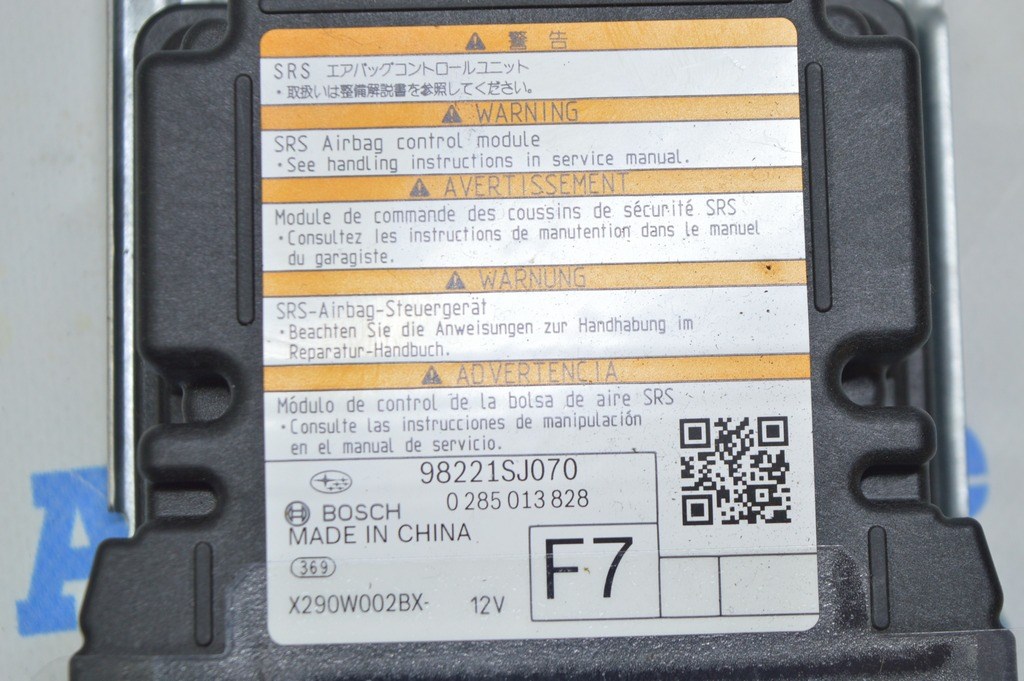 ⚠ 警告
SRS エアバッグコントロールユニット
・取扱いは整備解説書を参照してください。
⚠ WARNING
SRS Airbag control module
・See handling instructions in service manual.
⚠ AVERTISSEMENT
Module de commande des coussins de sécurité SRS
・Consultez les instructions de manutention dans le manuel
du garagiste.
⚠ WARNUNG
SRS-Airbag-Steuergerät
・Beachten Sie die Anweisungen zur Handhabung im
Reparatur-Handbuch.
⚠ ADVERTENCIA
Módulo de control de la bolsa de aire SRS
・Consulte las instrucciones de manipulación
en el manual de servicio.
98221SJ070
BOSCH 0 285 013 828
MADE IN CHINA
369
F7
X290W002BX- 12V